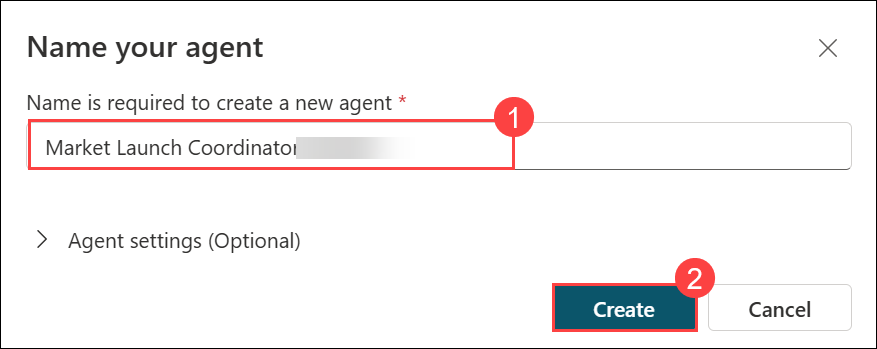 Name your agent
Name is required to create a new agent *
1
Market Launch Coordinator
Agent settings (Optional)
2
Create
Cancel